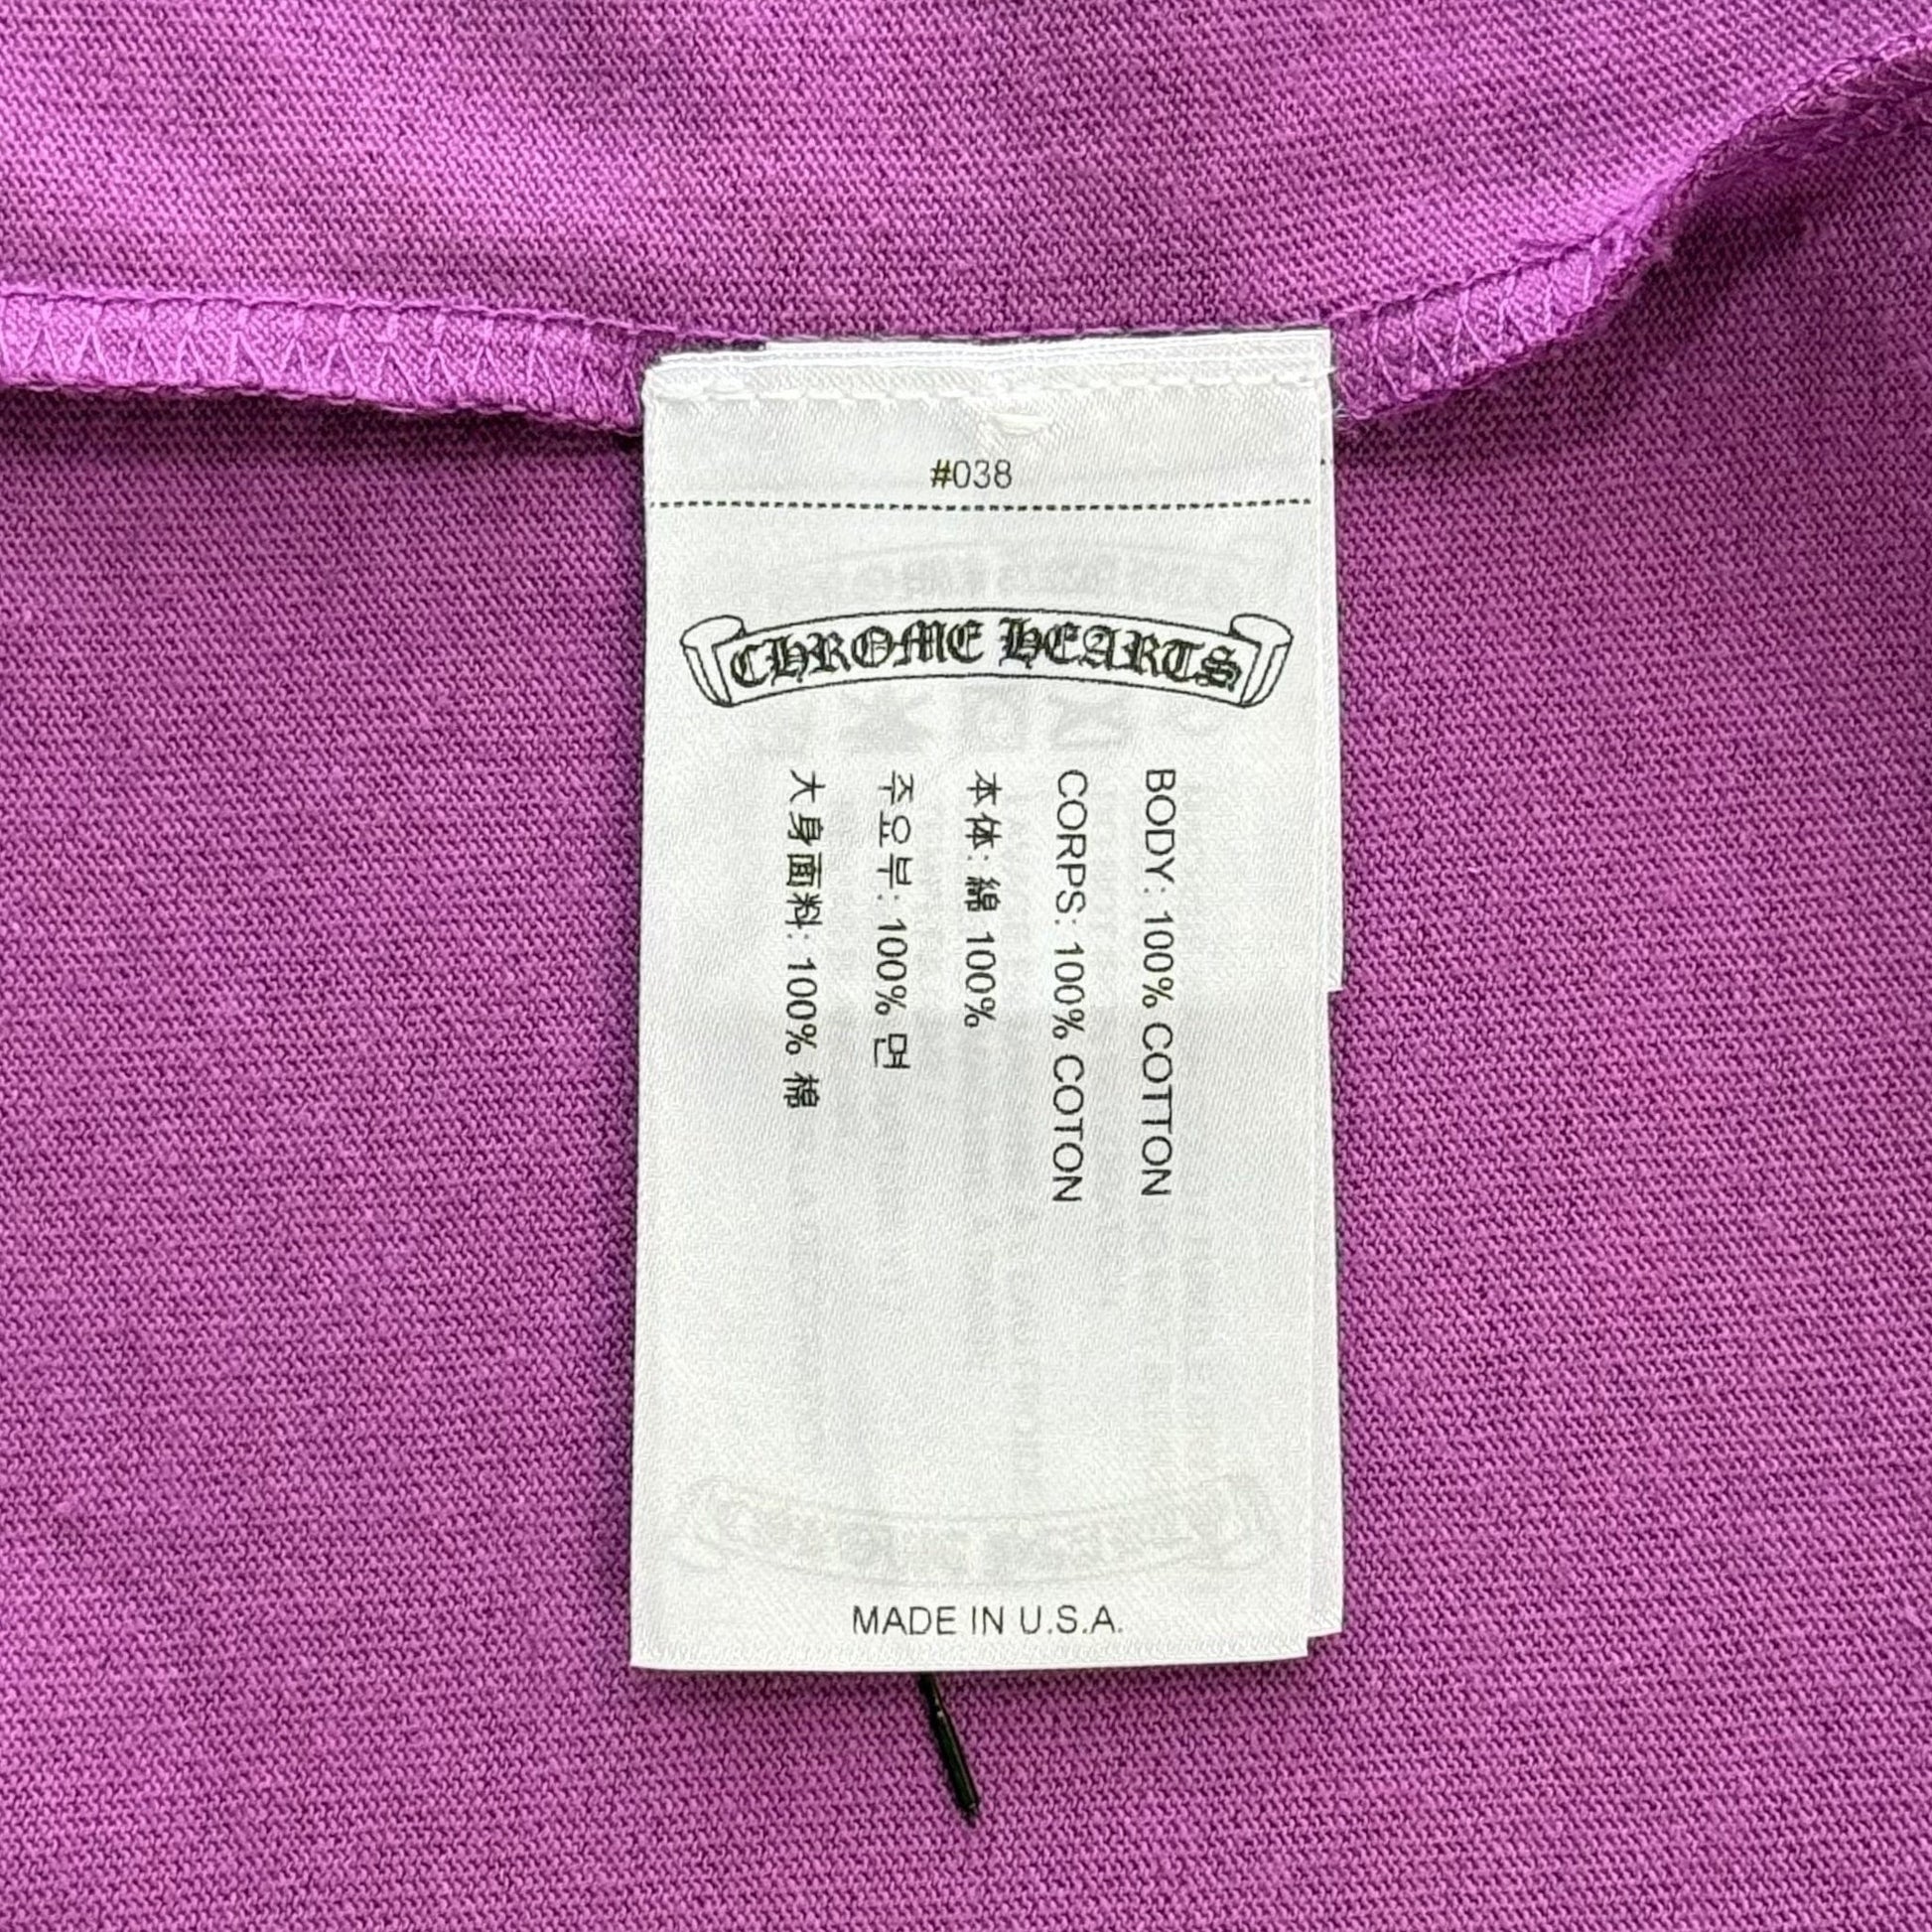 #038
CHROME HEARTS
BODY: 100% COTTON
CORPS: 100% COTON
本体: 綿 100%
주요부: 100% 면
大身面料: 100% 棉
MADE IN U.S.A.